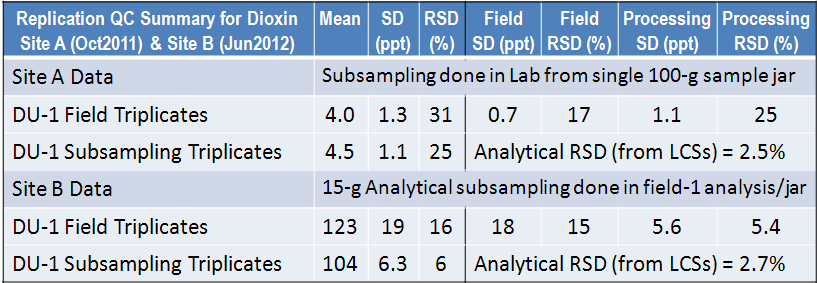 Replication QC Summary for Dioxin Site A (Oct2011) & Site B (Jun2012) Mean SD (ppt) RSD (%) Field SD (ppt) Field RSD (%) Processing SD (ppt) Processing RSD (%)
Site A Data Subsampling done in Lab from single 100-g sample jar
DU-1 Field Triplicates 4.0 1.3 31 0.7 17 1.1 25
DU-1 Subsampling Triplicates 4.5 1.1 25 Analytical RSD (from LCSs) = 2.5%
Site B Data 15-g Analytical subsampling done in field-1 analysis/jar
DU-1 Field Triplicates 123 19 16 18 15 5.6 5.4
DU-1 Subsampling Triplicates 104 6.3 6 Analytical RSD (from LCSs) = 2.7%